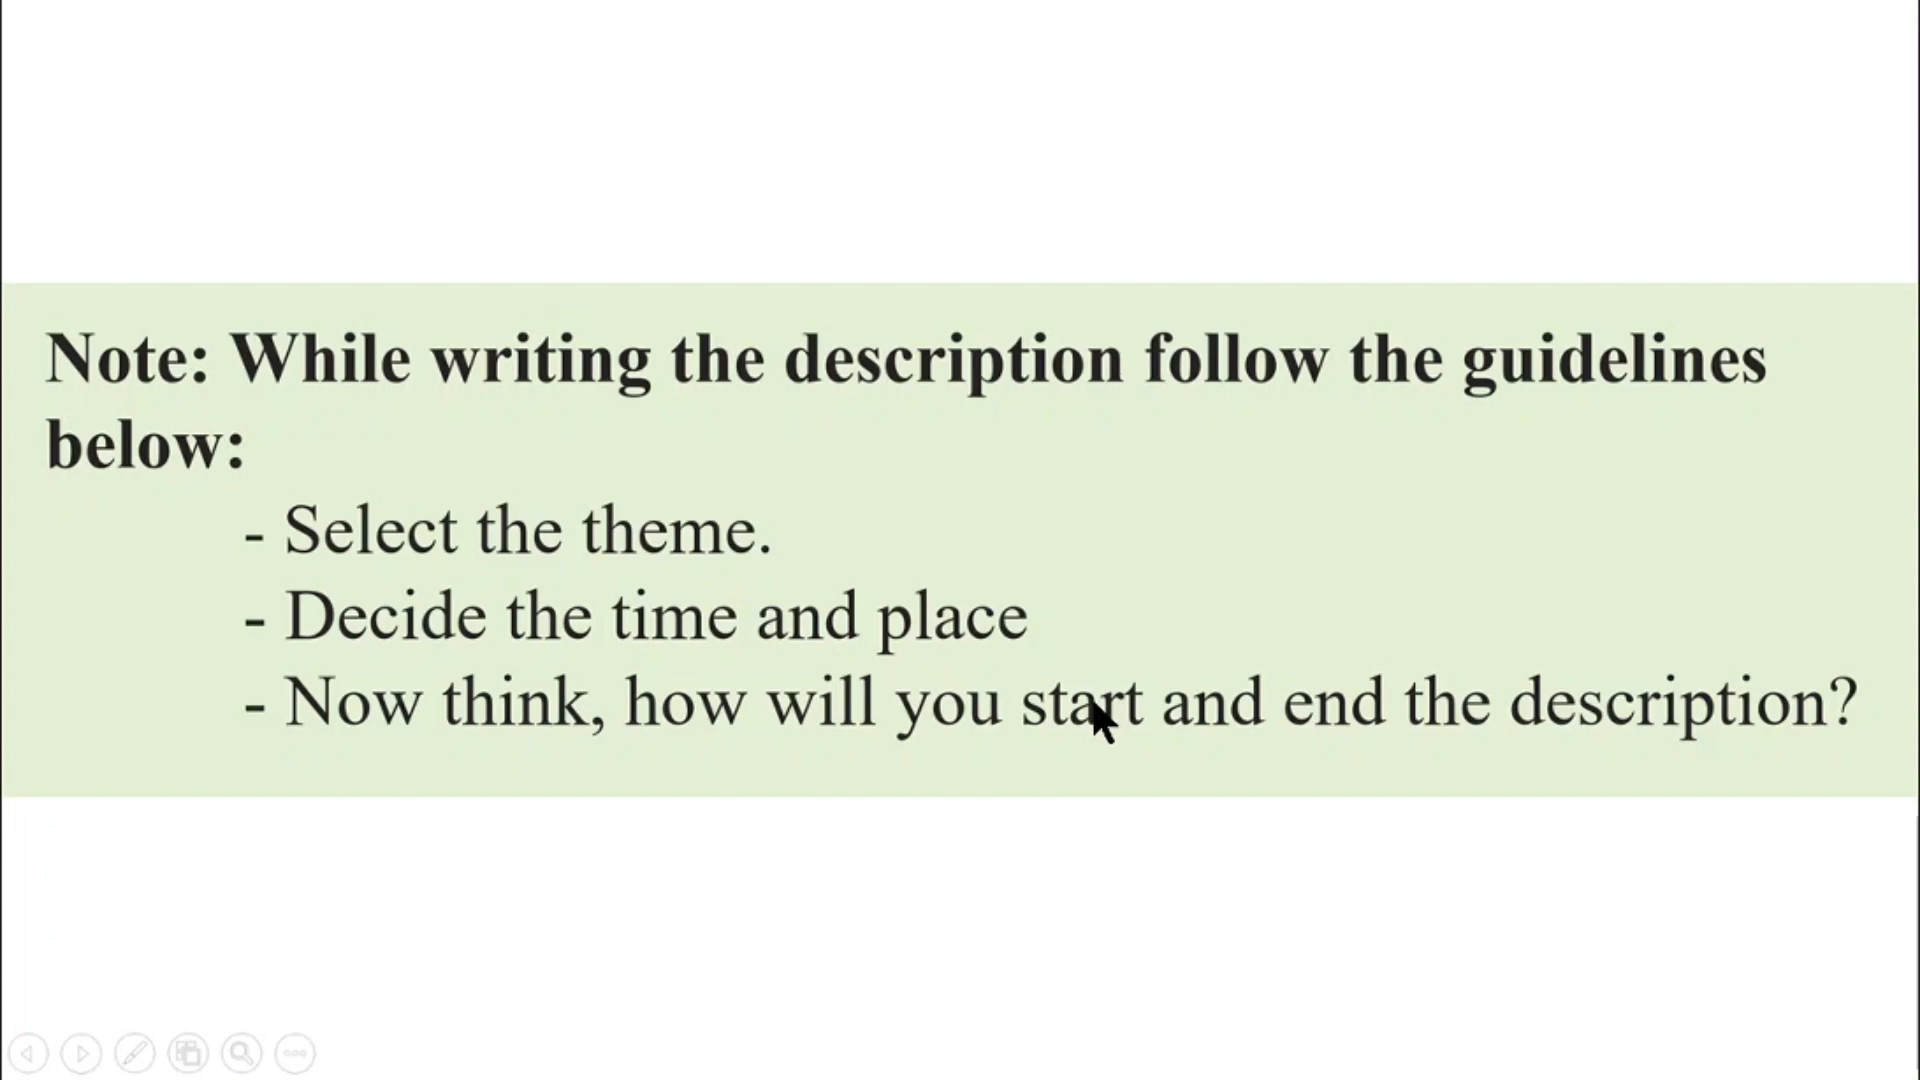 Note: While writing the description follow the guidelines
below:
- Select the theme.
- Decide the time and place
- Now think, how will you start and end the description?